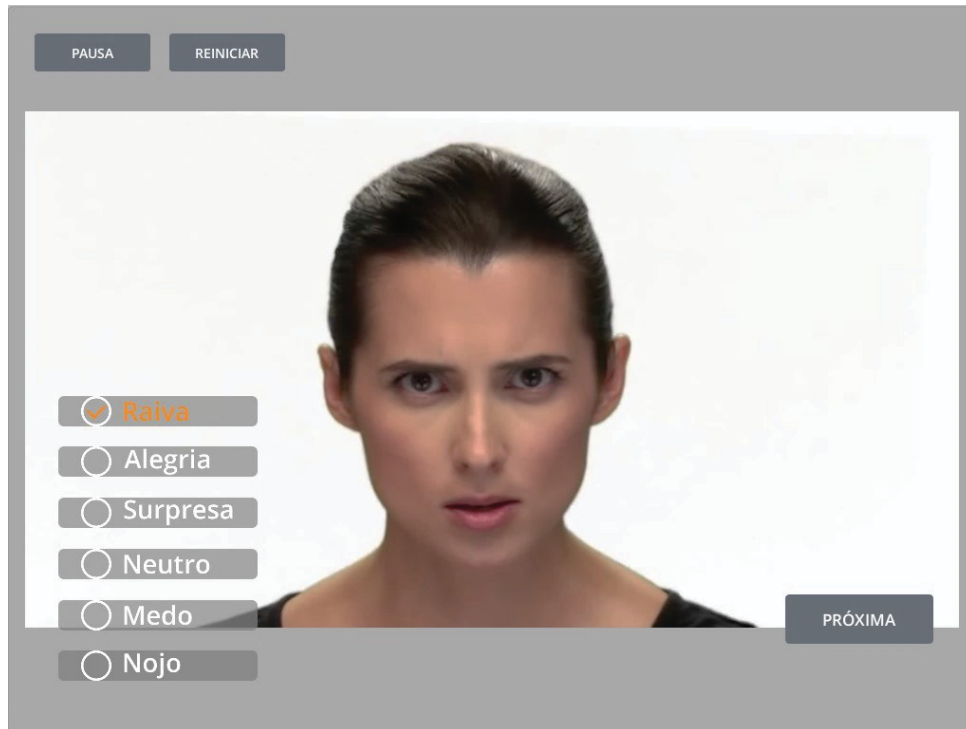 PAUSA REINICIAR
Raiva
Alegria
Surpresa
Neutro
Medo
Nojo
PRÓXIMA